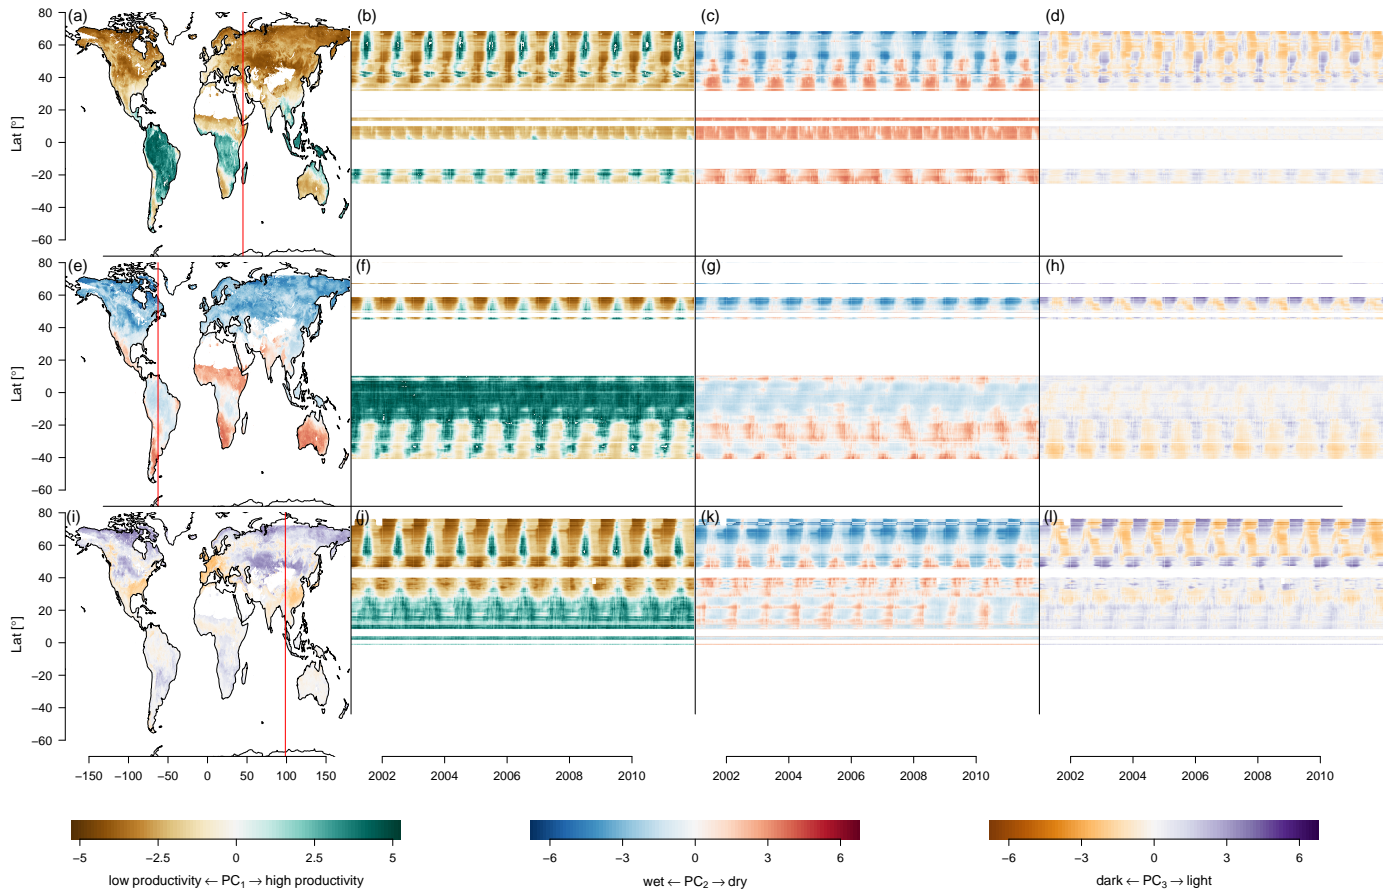 (a) (b) (c) (d)
80
60
40
20
0
−20
−40
−60
Lat [°]
(e) (f) (g) (h)
80
60
40
20
0
−20
−40
−60
Lat [°]
(i) (j) (k) (l)
80
60
40
20
0
−20
−40
−60
Lat [°]
−150 −100 −50 0 50 100 150 2002 2004 2006 2008 2010 2002 2004 2006 2008 2010 2002 2004 2006 2008 2010
−5 −2.5 0 2.5 5 −6 −3 0 3 6 −6 −3 0 3 6
low productivity ← PC₁ → high productivity wet ← PC₂ → dry dark ← PC₃ → light